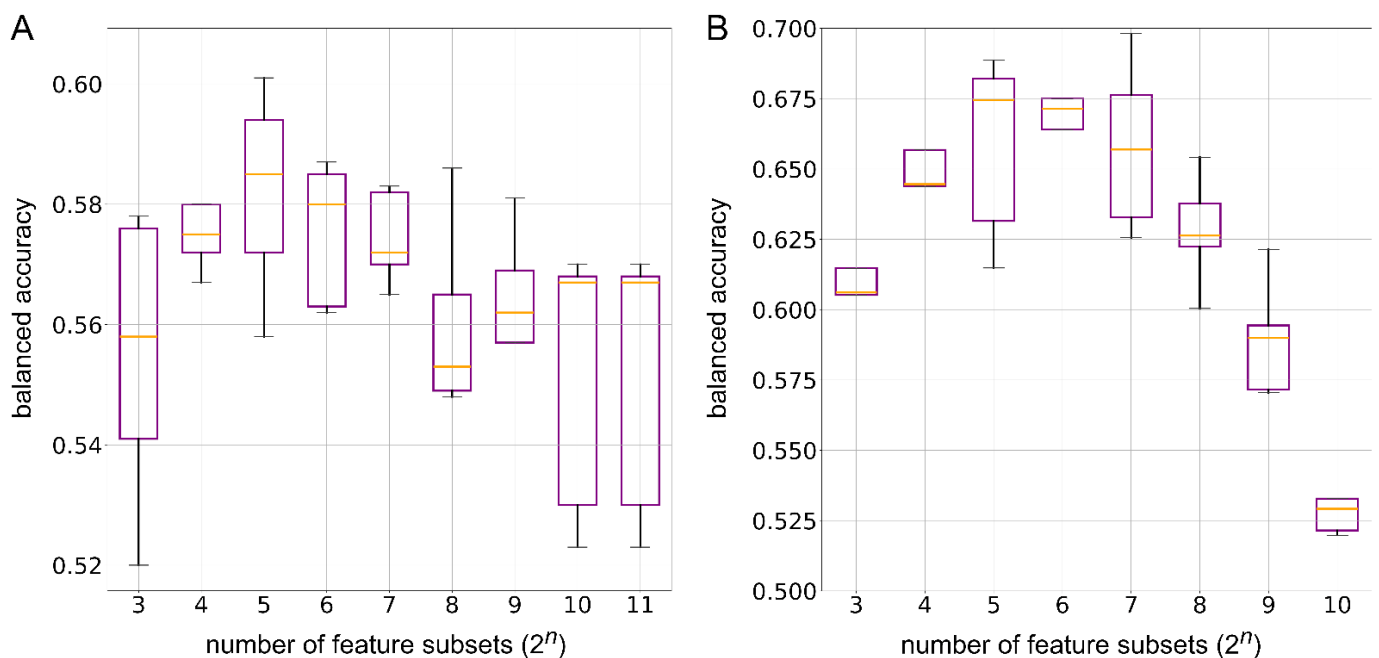 A
0.60
0.58
0.56
0.54
0.52
balanced accuracy
3 4 5 6 7 8 9 10 11
number of feature subsets (2ⁿ)
B
0.700
0.675
0.650
0.625
0.600
0.575
0.550
0.525
0.500
balanced accuracy
3 4 5 6 7 8 9 10
number of feature subsets (2ⁿ)